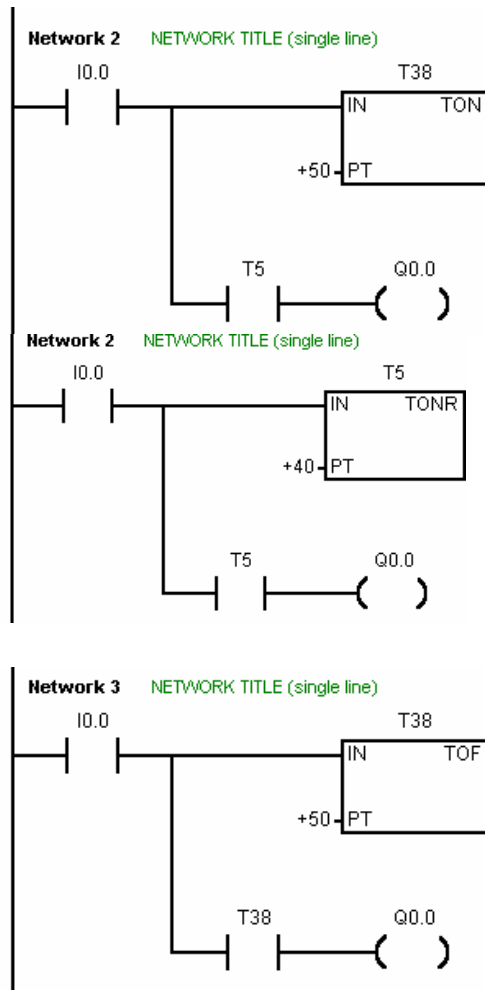 Network 2 NETWORK TITLE (single line)
I0.0 T38
IN TON
+50 PT
T5 Q0.0
Network 2 NETWORK TITLE (single line)
I0.0 T5
IN TONR
+40 PT
T5 Q0.0
Network 3 NETWORK TITLE (single line)
I0.0 T38
IN TOF
+50 PT
T38 Q0.0